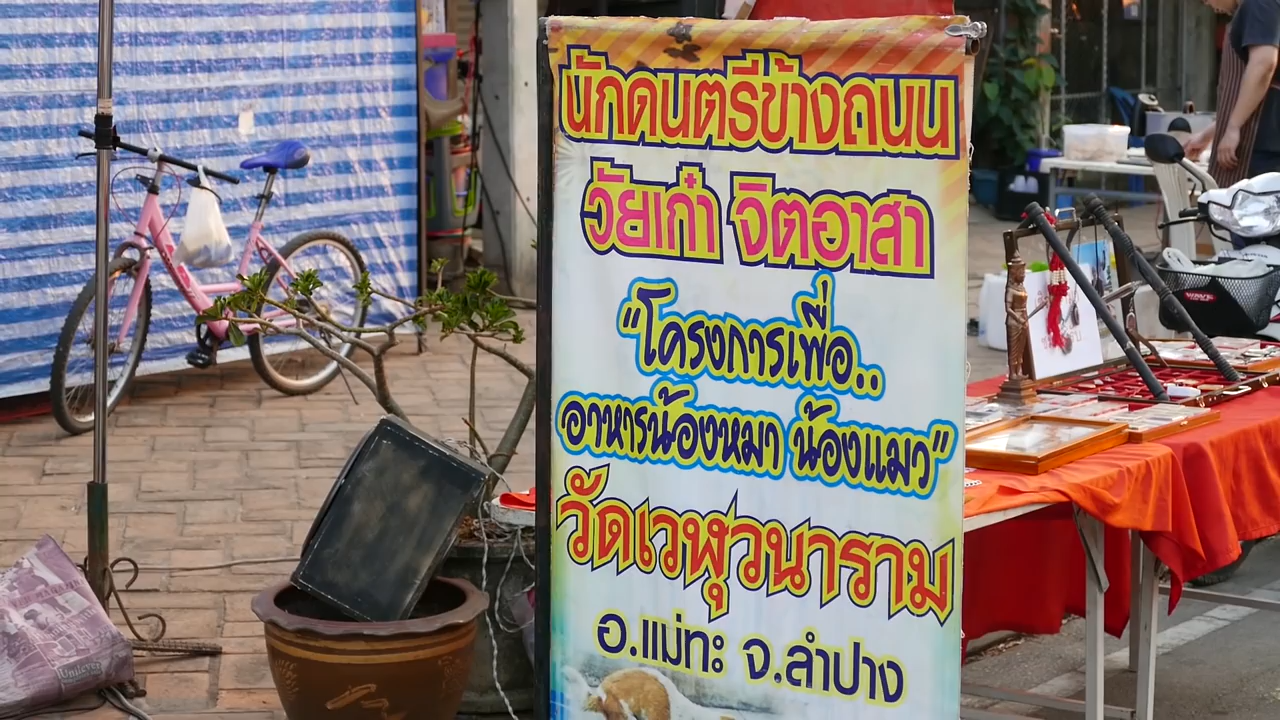 นักดนตรีข้างถนน
วัยเก๋า จิตอาสา
"โครงการเพื่อ..
อาหารน้องหมา น้องแมว"
วัดเวฬุวนาราม
อ.แม่ทะ จ.ลำปาง
Unilever
WAVE